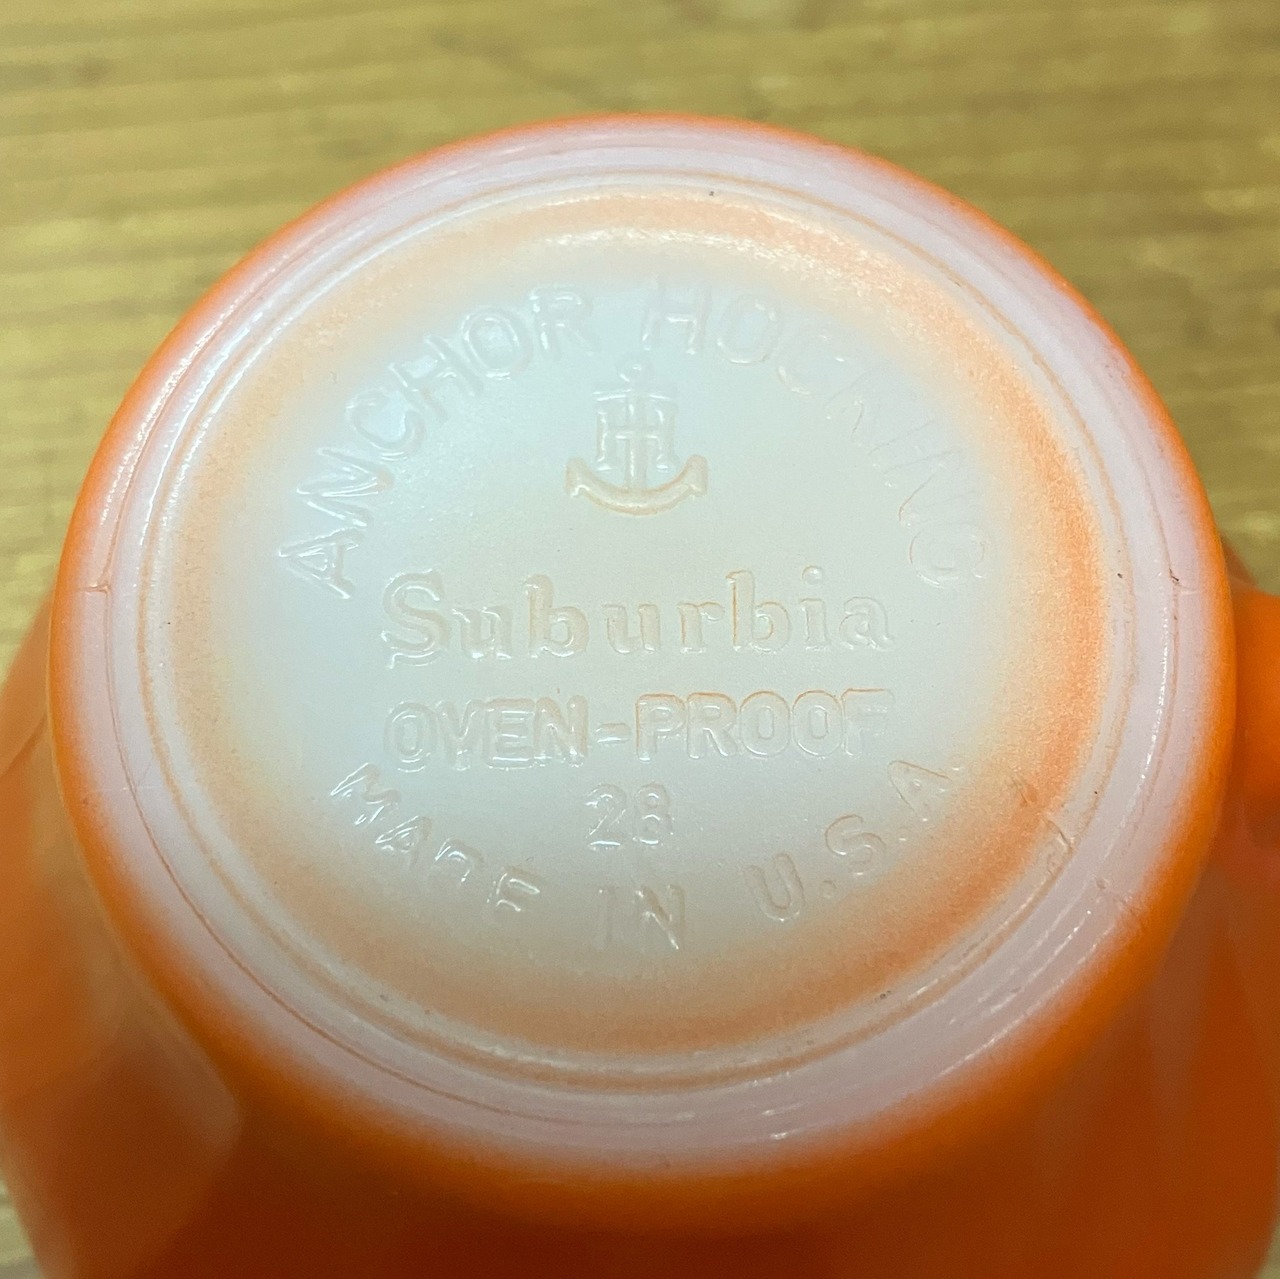 ANCHOR HOCKING
H
Suburbia
OVEN-PROOF
28
MADE IN U.S.A.